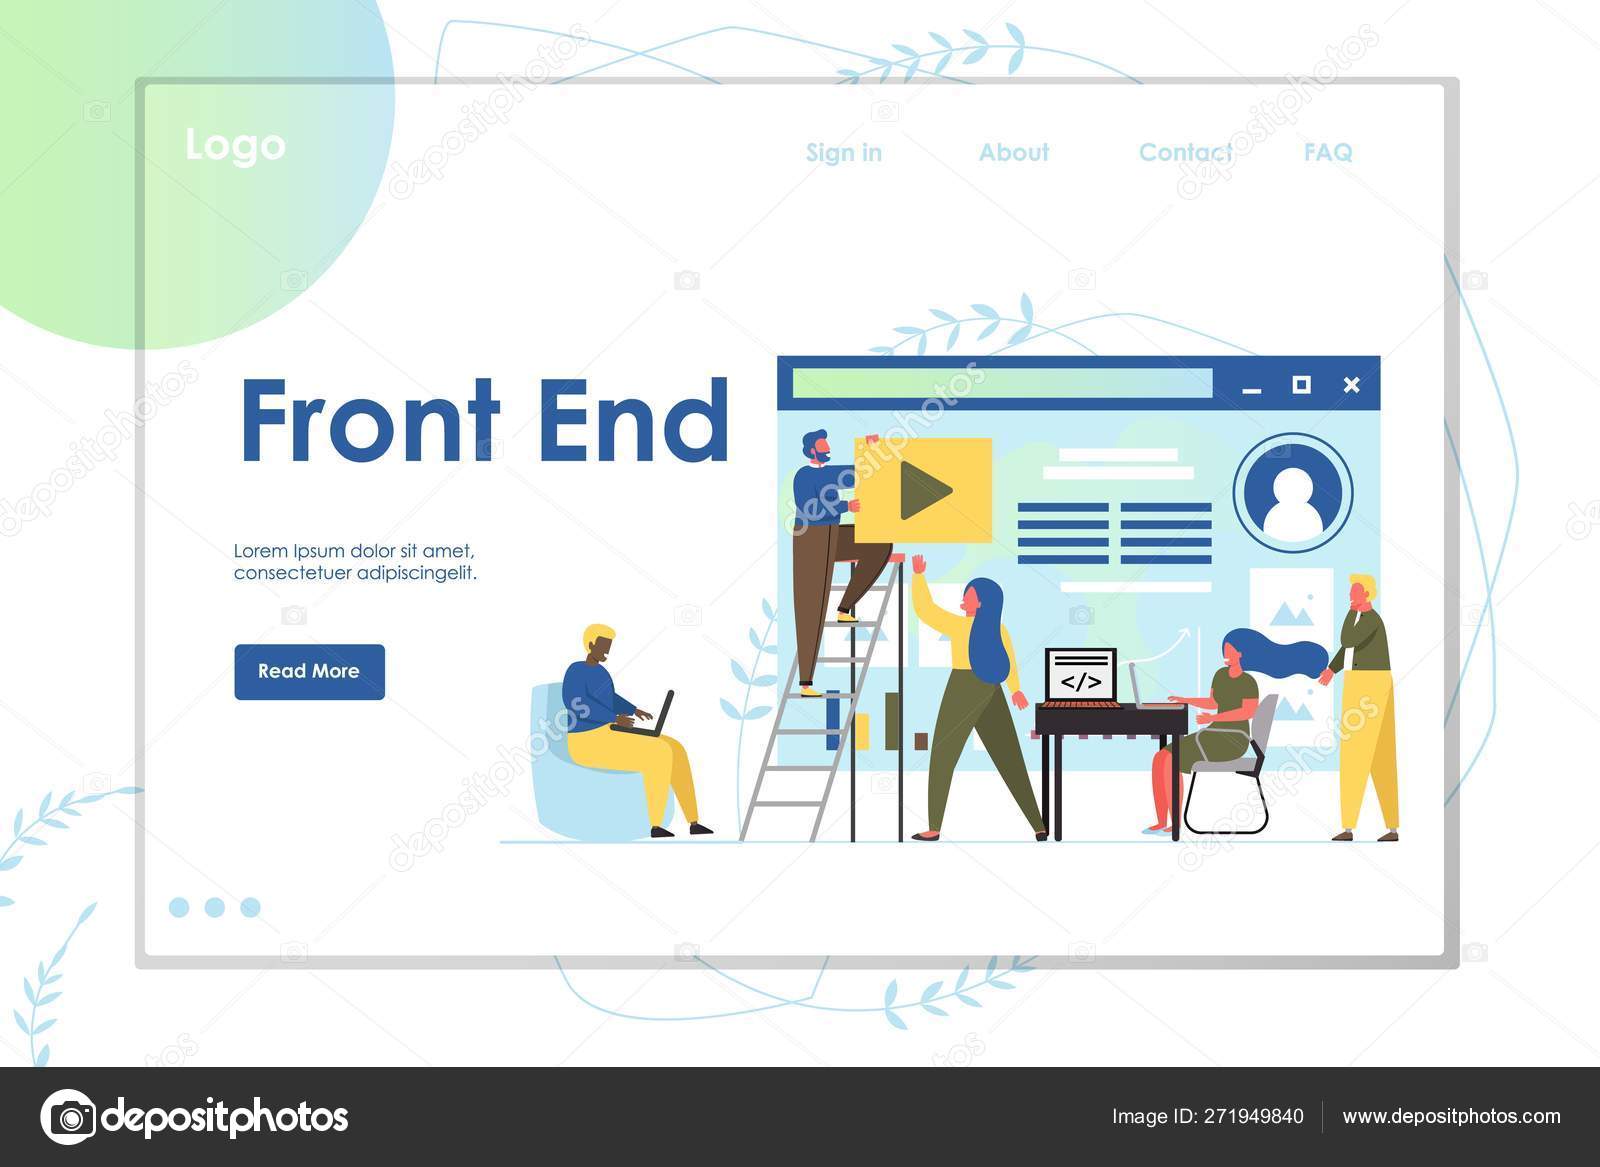 Logo
Sign in
About
Contact
FAQ
Front End
Lorem Ipsum dolor sit amet,
consectetuer adipiscingelit.
Read More
</>
depositphotos
Image ID: 271949840
www.depositphotos.com